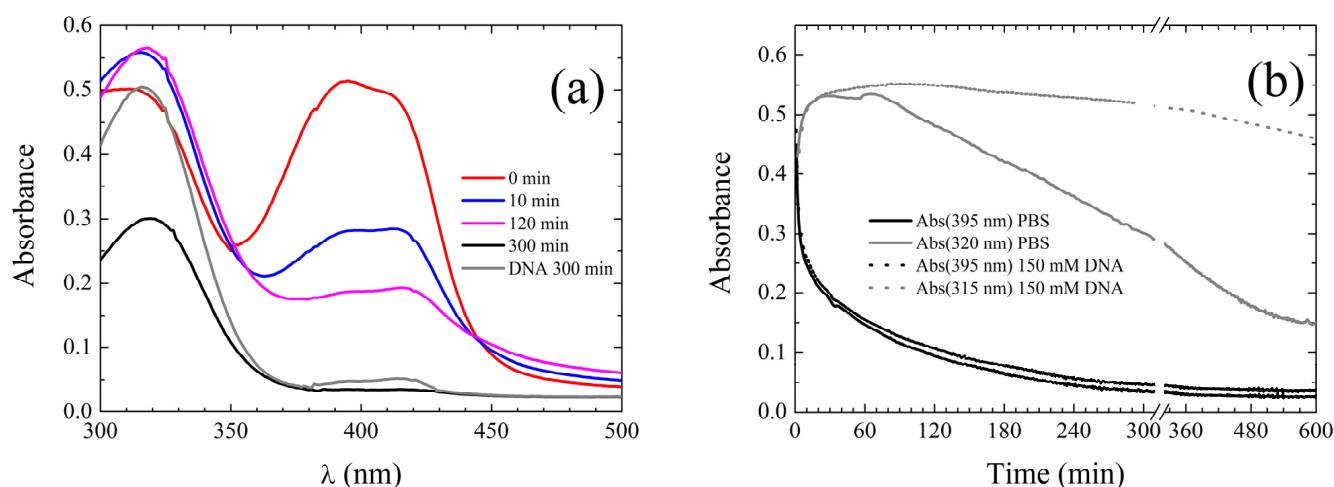 (a)
Absorbance
0.6
0.5
0.4
0.3
0.2
0.1
0.0
300
350
400
450
500
λ (nm)
0 min
10 min
120 min
300 min
DNA 300 min
(b)
Absorbance
0.6
0.5
0.4
0.3
0.2
0.1
0.0
0
60
120
180
240
300
360
480
600
Time (min)
Abs(395 nm) PBS
Abs(320 nm) PBS
Abs(395 nm) 150 mM DNA
Abs(315 nm) 150 mM DNA